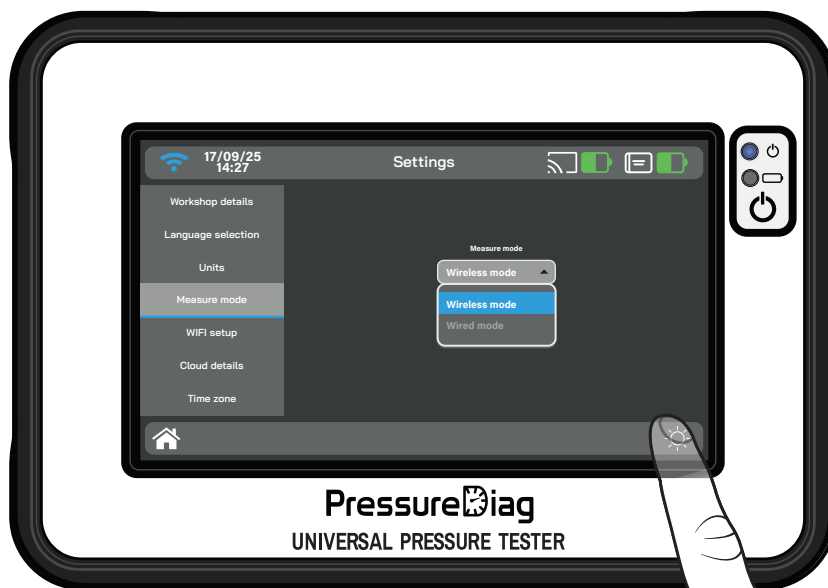 17/09/25
14:27
Settings
Workshop details
Language selection
Units
Measure mode
WIFI setup
Cloud details
Time zone
Measure mode
Wireless mode
Wireless mode
Wired mode
PressureDiag
UNIVERSAL PRESSURE TESTER